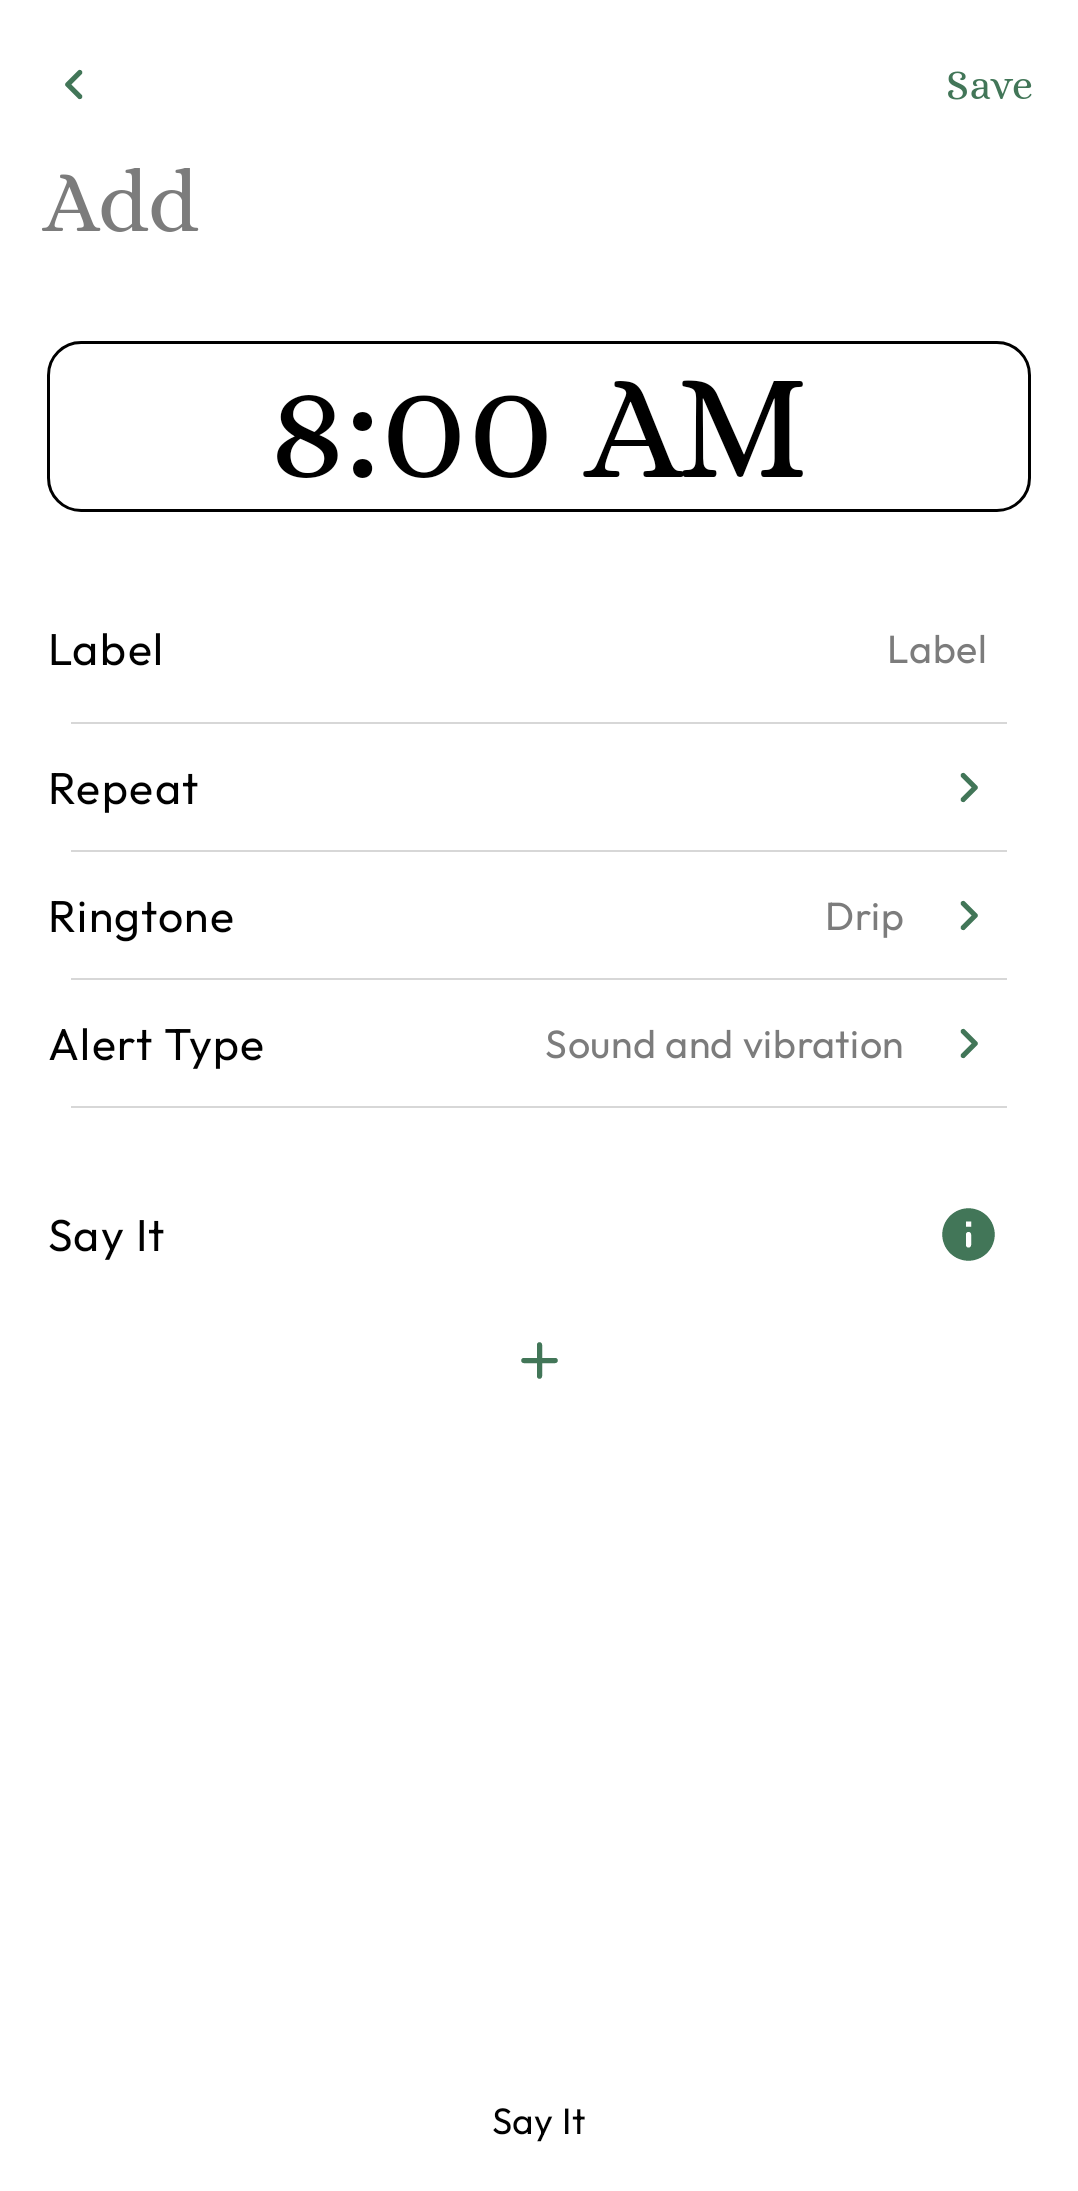 Save
Add
8:00 AM
Label Label
Repeat
Ringtone Drip
Alert Type Sound and vibration
Say It
Say It